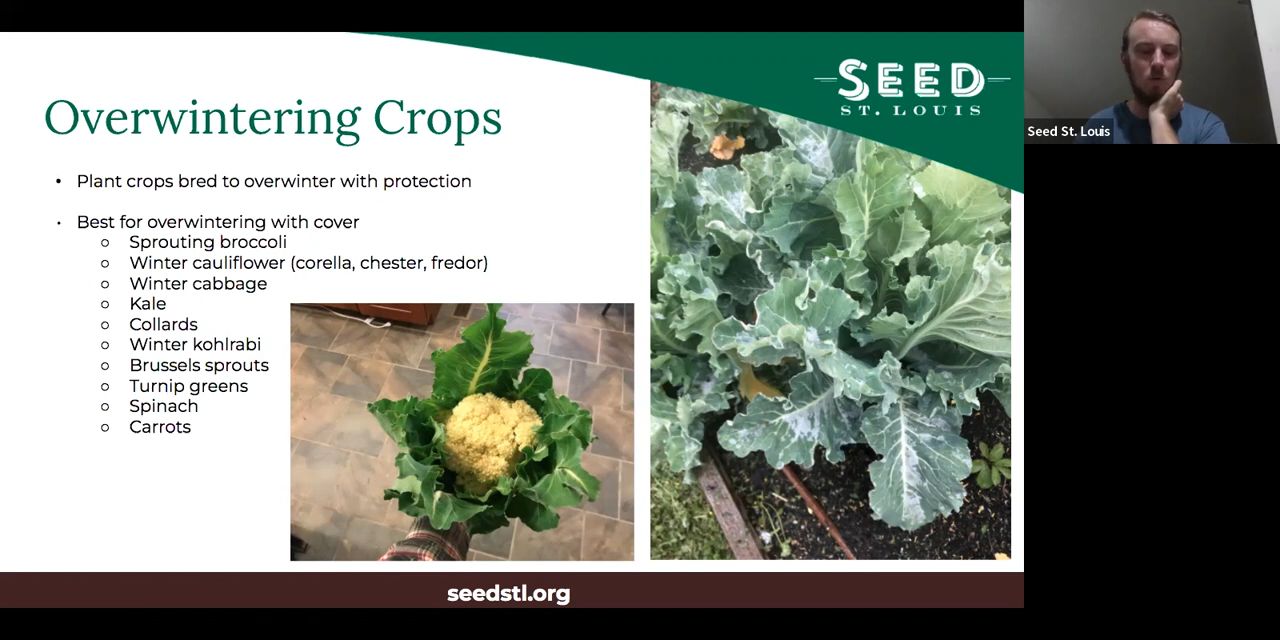 SEED
ST. LOUIS
Seed St. Louis
Overwintering Crops
• Plant crops bred to overwinter with protection
• Best for overwintering with cover
○ Sprouting broccoli
○ Winter cauliflower (corella, chester, fredor)
○ Winter cabbage
○ Kale
○ Collards
○ Winter kohlrabi
○ Brussels sprouts
○ Turnip greens
○ Spinach
○ Carrots
seedstl.org